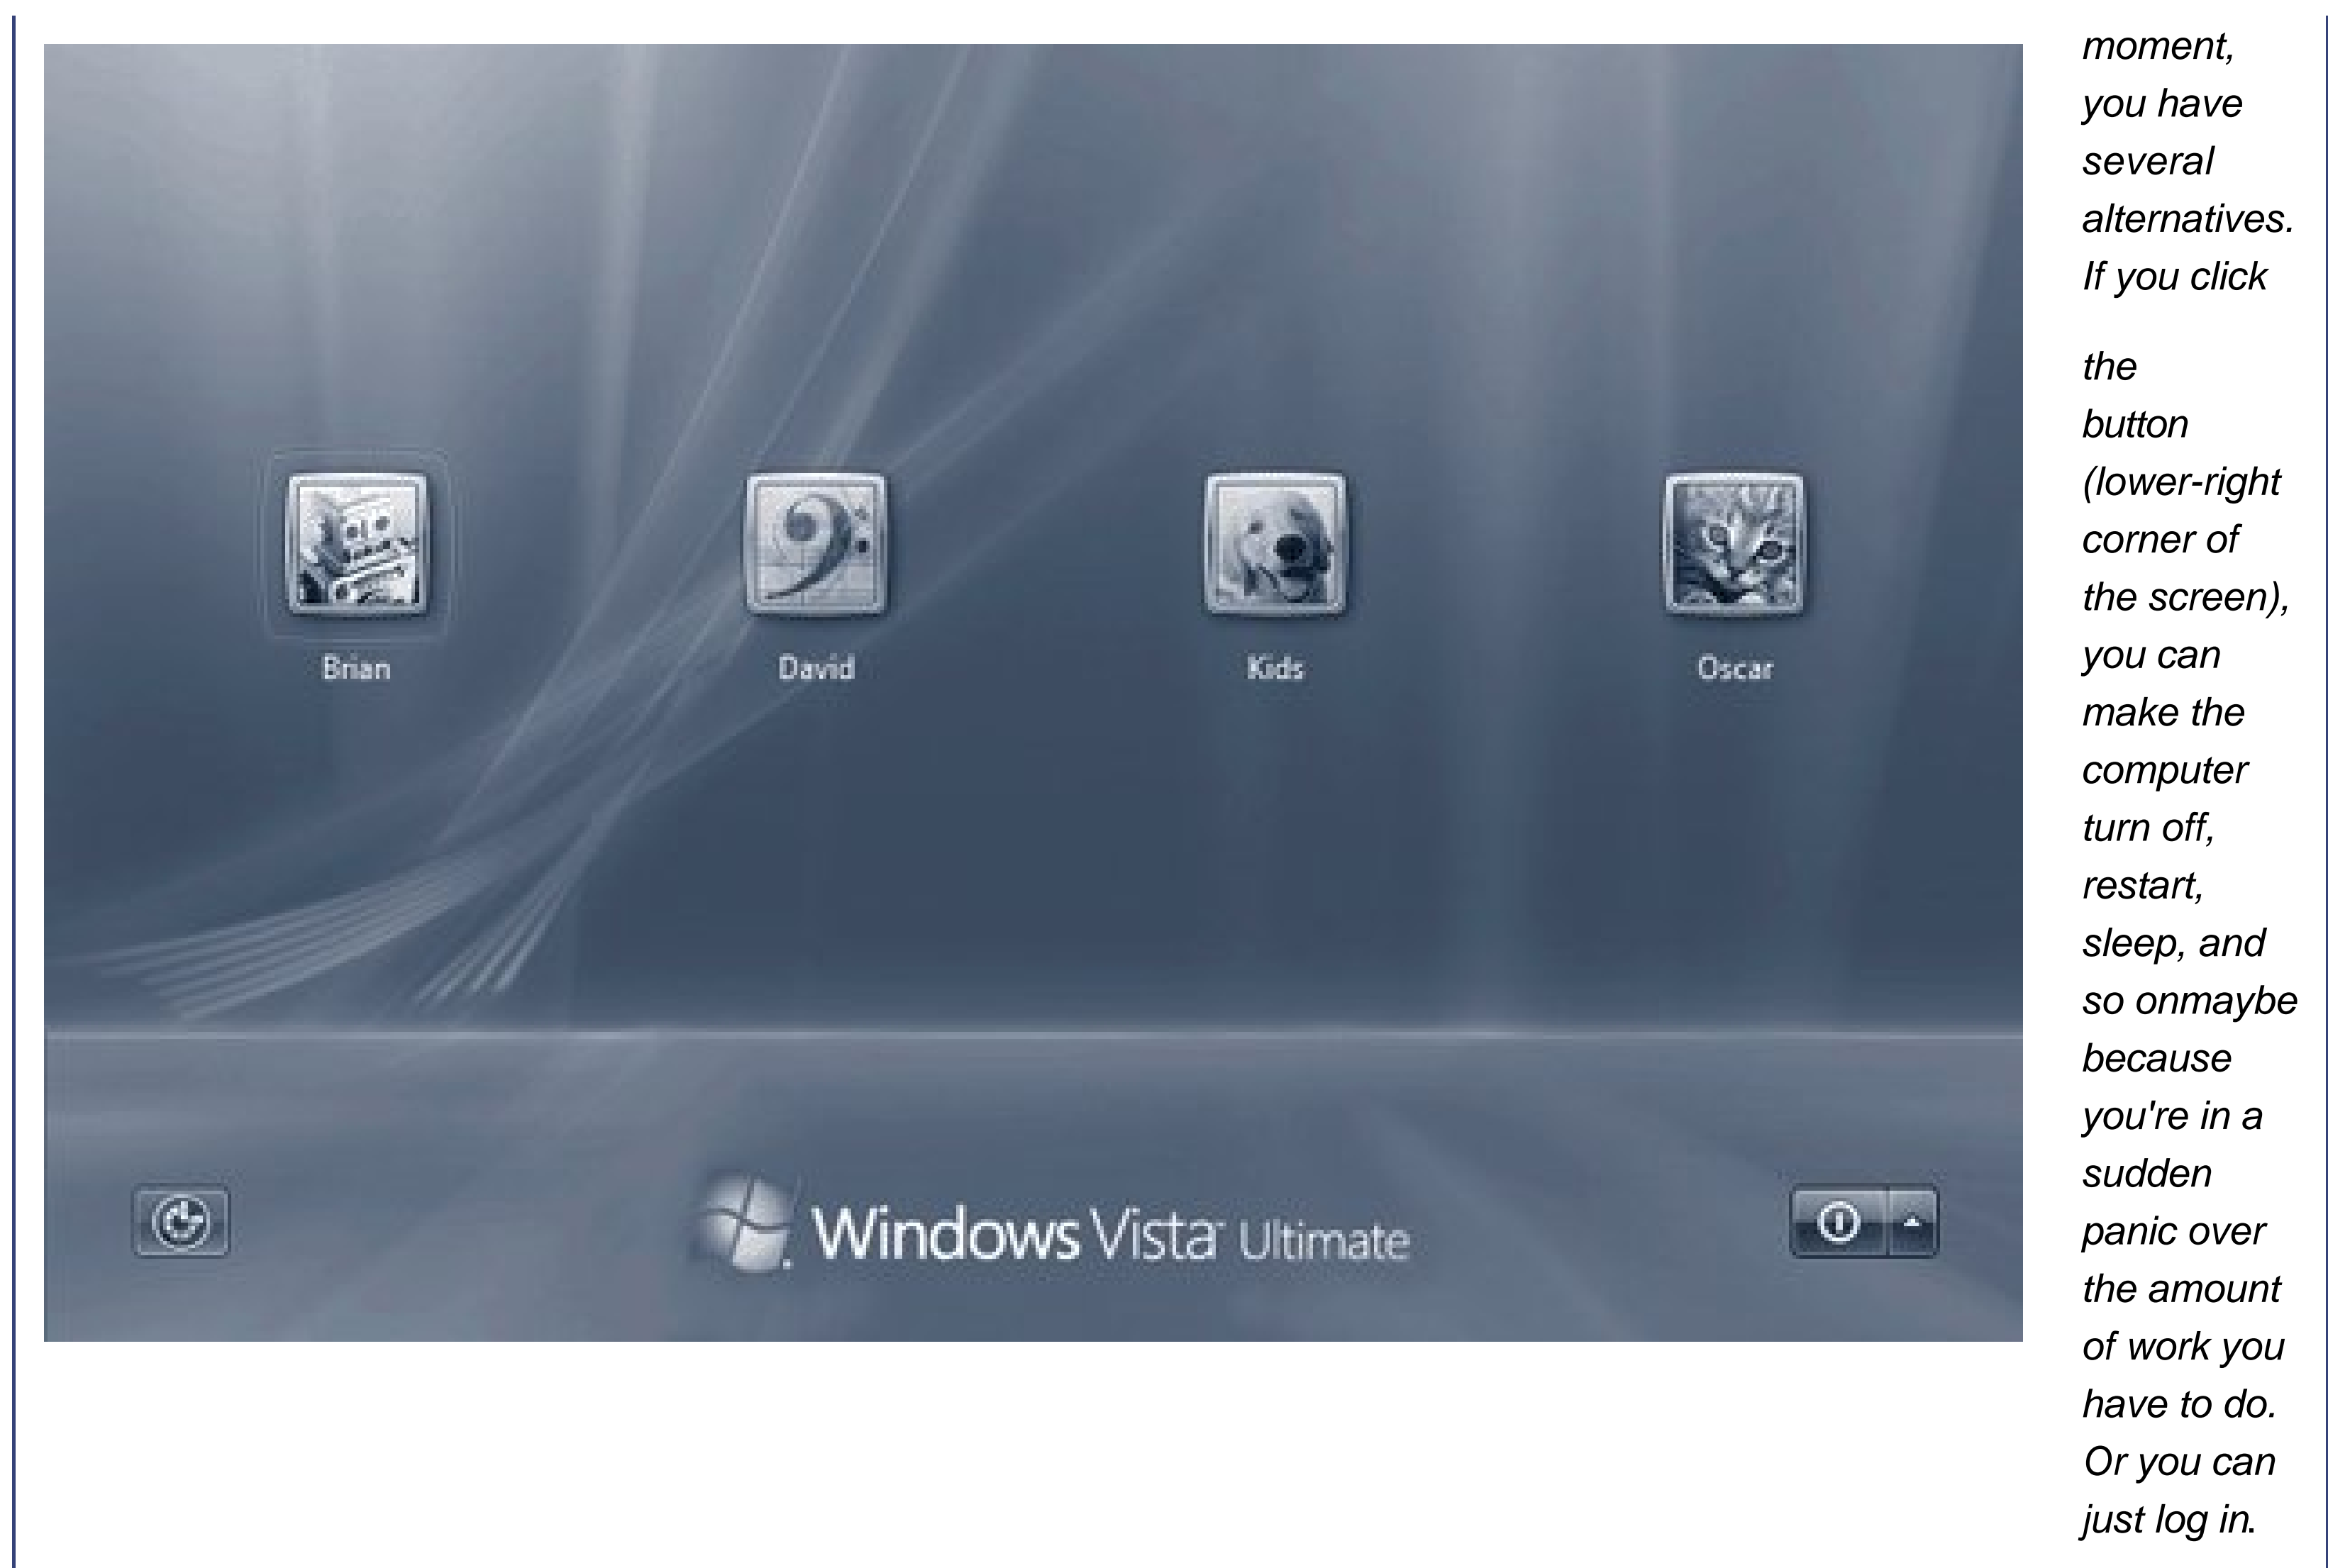 Brian
David
Kids
Oscar
Windows Vista Ultimate
moment,
you have
several
alternatives.
If you click
the
button
(lower-right
corner of
the screen),
you can
make the
computer
turn off,
restart,
sleep, and
so onmaybe
because
you're in a
sudden
panic over
the amount
of work you
have to do.
Or you can
just log in.